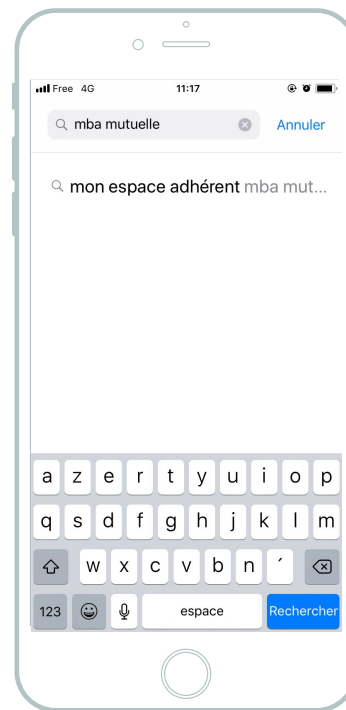 Free 4G 11:17
mba mutuelle Annuler
mon espace adhérent mba mut...
a z e r t y u i o p
q s d f g h j k l m
w x c v b n ´
123 espace Rechercher